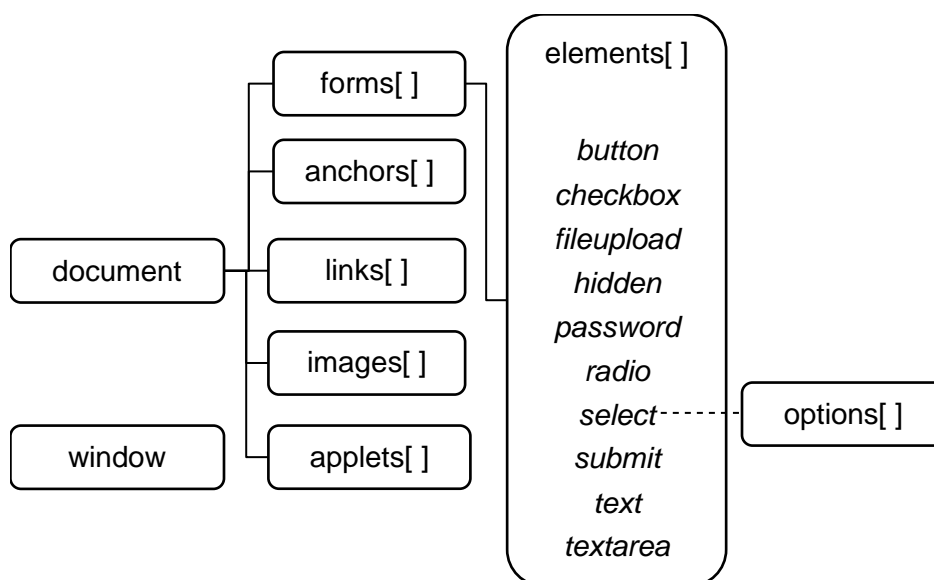 document
window
forms[ ]
anchors[ ]
links[ ]
images[ ]
applets[ ]
elements[ ]
button
checkbox
fileupload
hidden
password
radio
select
submit
text
textarea
options[ ]